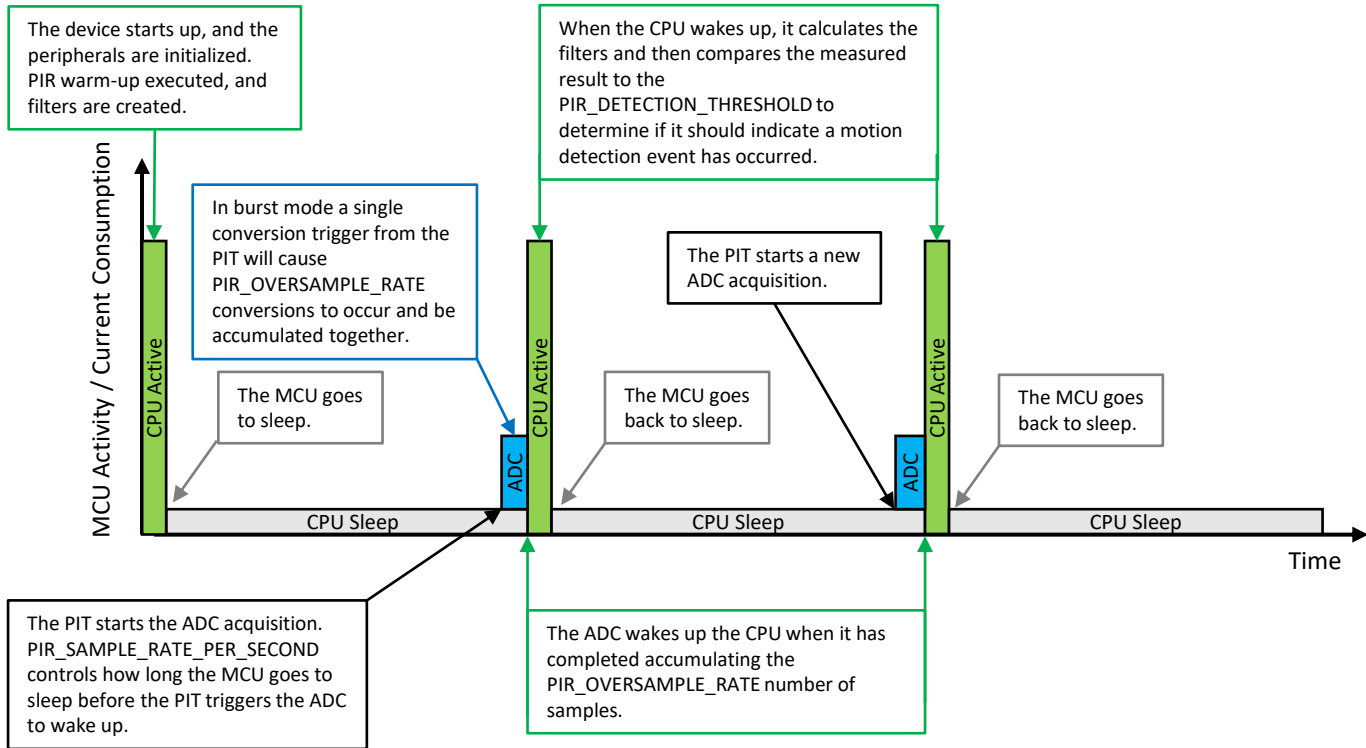 The device starts up, and the
peripherals are initialized.
PIR warm-up executed, and
filters are created.
When the CPU wakes up, it calculates the
filters and then compares the measured
result to the
PIR_DETECTION_THRESHOLD to
determine if it should indicate a motion
detection event has occurred.
MCU Activity / Current Consumption
In burst mode a single
conversion trigger from the
PIT will cause
PIR_OVERSAMPLE_RATE
conversions to occur and be
accumulated together.
The PIT starts a new
ADC acquisition.
CPU Active
The MCU goes
to sleep.
ADC
CPU Active
The MCU goes
back to sleep.
ADC
CPU Active
The MCU goes
back to sleep.
CPU Sleep
CPU Sleep
CPU Sleep
Time
The PIT starts the ADC acquisition.
PIR_SAMPLE_RATE_PER_SECOND
controls how long the MCU goes to
sleep before the PIT triggers the ADC
to wake up.
The ADC wakes up the CPU when it has
completed accumulating the
PIR_OVERSAMPLE_RATE number of
samples.